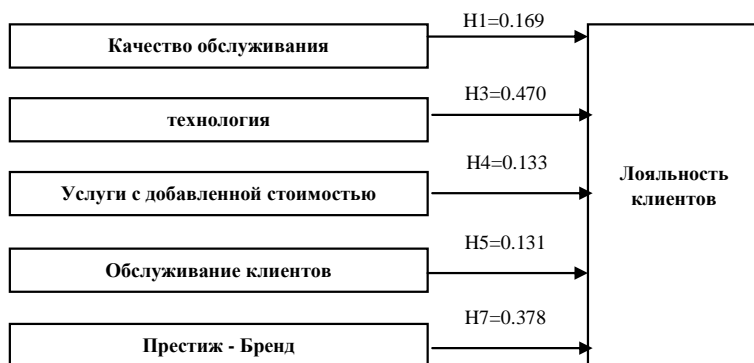 H1=0.169
Качество обслуживания
H3=0.470
технология
H4=0.133
Услуги с добавленной стоимостью
Лояльность
клиентов
H5=0.131
Обслуживание клиентов
H7=0.378
Престиж - Бренд